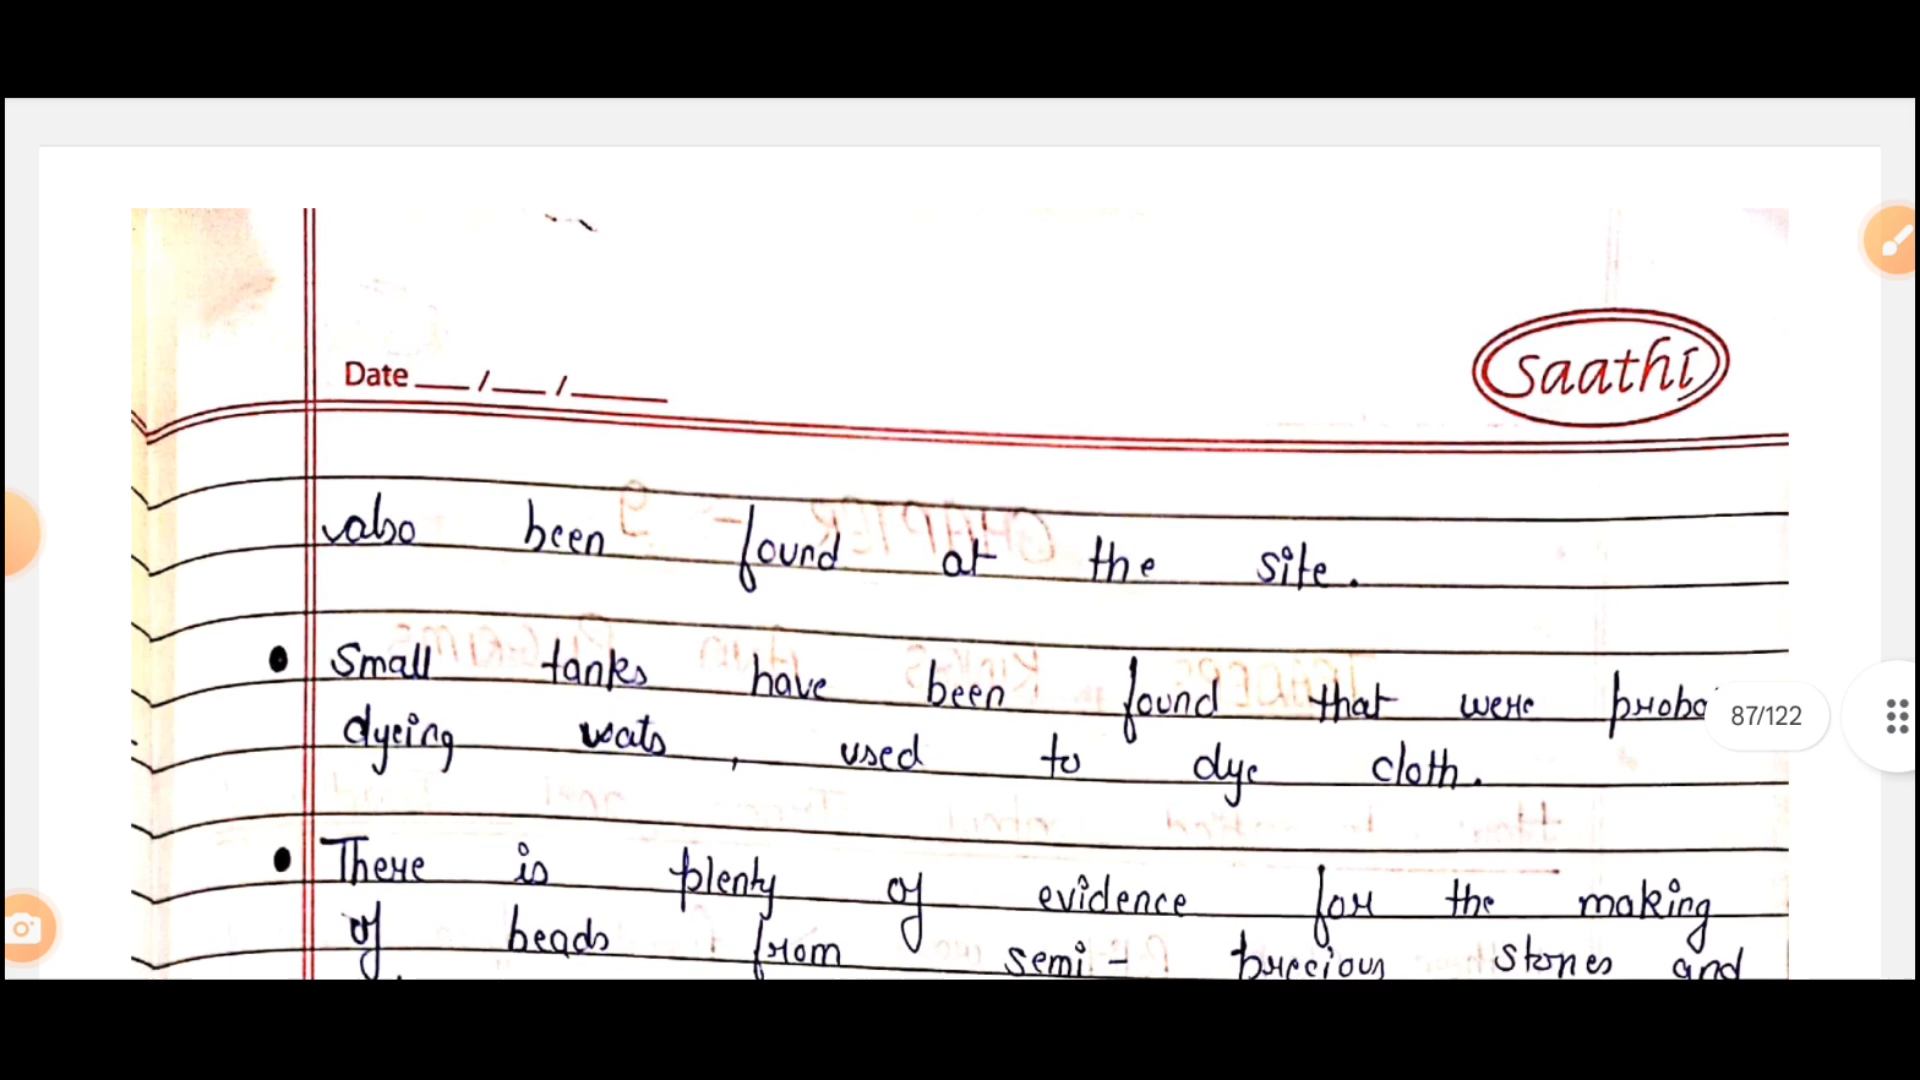 Date __/__/____
Saathi
also been found at the site.
• Small tanks have been found that were
87/122
dyeing vats, used to dye cloth.
• There is plenty of evidence for the making
of beads from semi- precious stones and